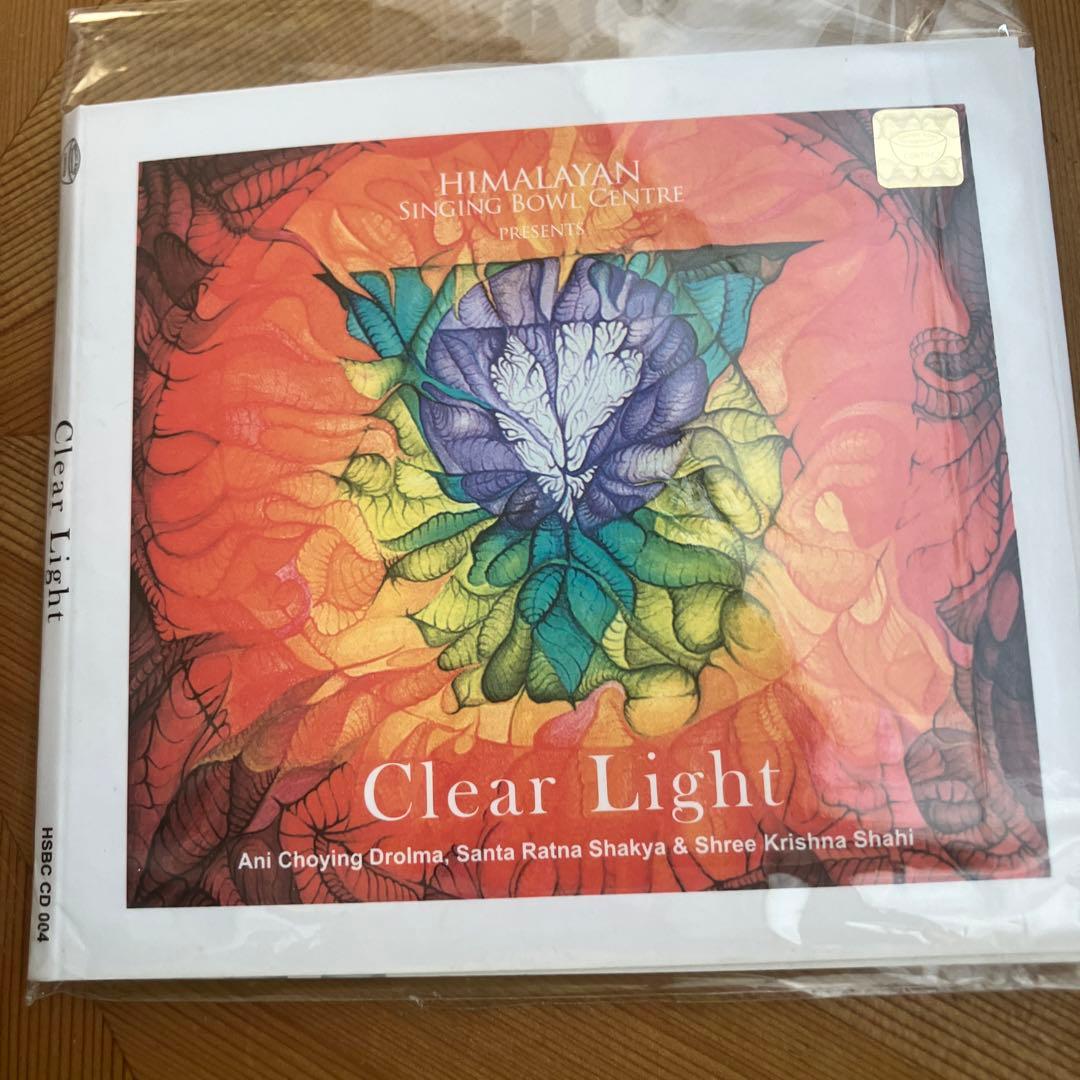 HIMALAYAN
SINGING BOWL CENTRE
PRESENTS
Clear Light
Ani Choying Drolma, Santa Ratna Shakya & Shree Krishna Shahi
Clear Light
HSBC CD 004